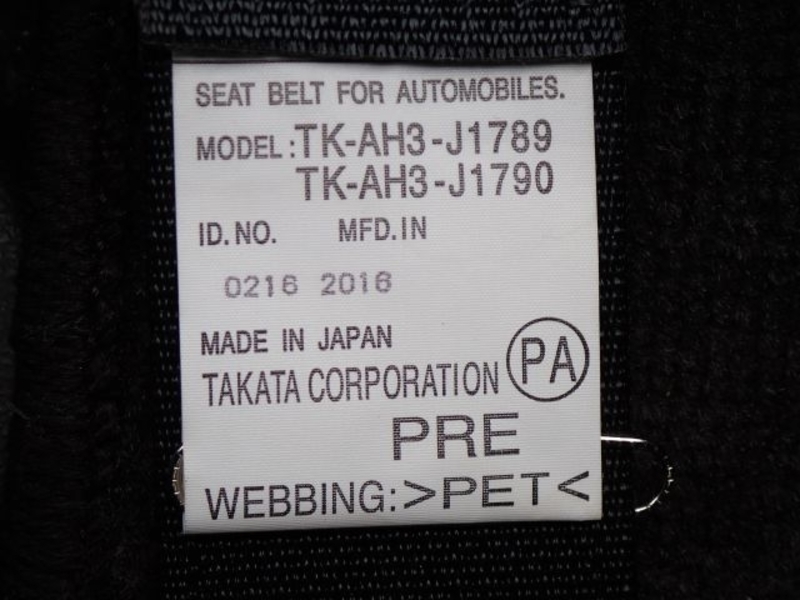 SEAT BELT FOR AUTOMOBILES.
MODEL:TK-AH3-J1789
TK-AH3-J1790
ID.NO. MFD.IN
0216 2016
MADE IN JAPAN
TAKATA CORPORATION PA
PRE
WEBBING:>PET<